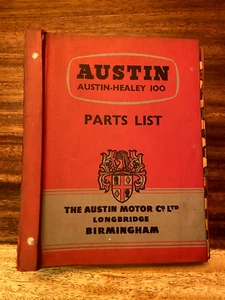 AUSTIN
AUSTIN-HEALEY 100
PARTS LIST
THE AUSTIN MOTOR CO LTD
LONGBRIDGE
BIRMINGHAM